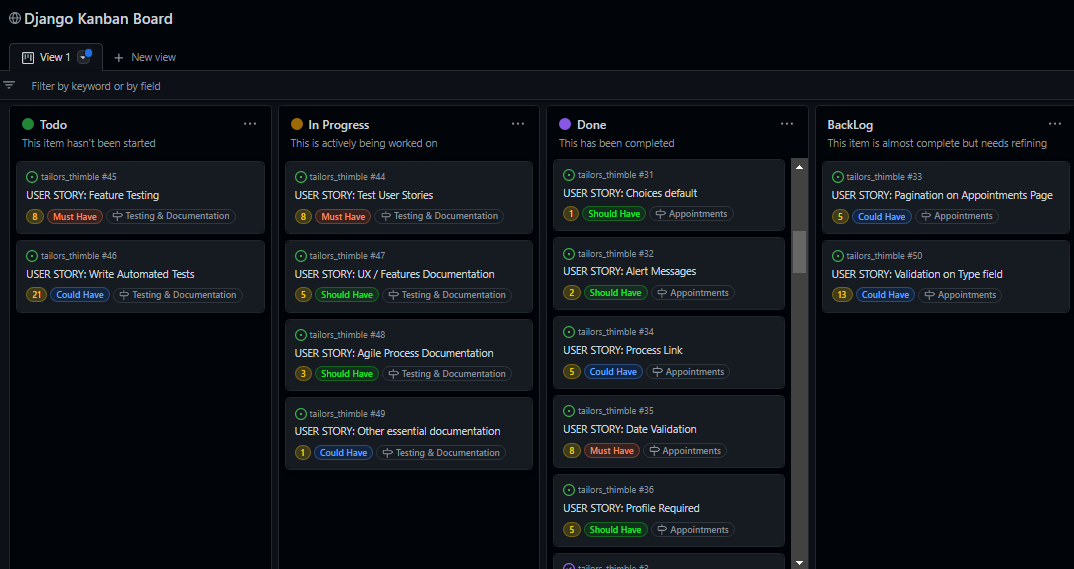 Django Kanban Board
View 1
New view
Filter by keyword or by field
Todo
This item hasn't been started
tailors_thimble #45
USER STORY: Feature Testing
8 Must Have Testing & Documentation
tailors_thimble #46
USER STORY: Write Automated Tests
21 Could Have Testing & Documentation
In Progress
This is actively being worked on
tailors_thimble #44
USER STORY: Test User Stories
8 Must Have Testing & Documentation
tailors_thimble #47
USER STORY: UX / Features Documentation
5 Should Have Testing & Documentation
tailors_thimble #48
USER STORY: Agile Process Documentation
3 Should Have Testing & Documentation
tailors_thimble #49
USER STORY: Other essential documentation
1 Could Have Testing & Documentation
Done
This has been completed
tailors_thimble #31
USER STORY: Choices default
1 Should Have Appointments
tailors_thimble #32
USER STORY: Alert Messages
2 Should Have Appointments
tailors_thimble #34
USER STORY: Process Link
5 Could Have Appointments
tailors_thimble #35
USER STORY: Date Validation
8 Must Have Appointments
tailors_thimble #36
USER STORY: Profile Required
5 Should Have Appointments
tailors_thimble #3
BackLog
This item is almost complete but needs refining
tailors_thimble #33
USER STORY: Pagination on Appointments Page
5 Could Have Appointments
tailors_thimble #50
USER STORY: Validation on Type field
13 Could Have Appointments